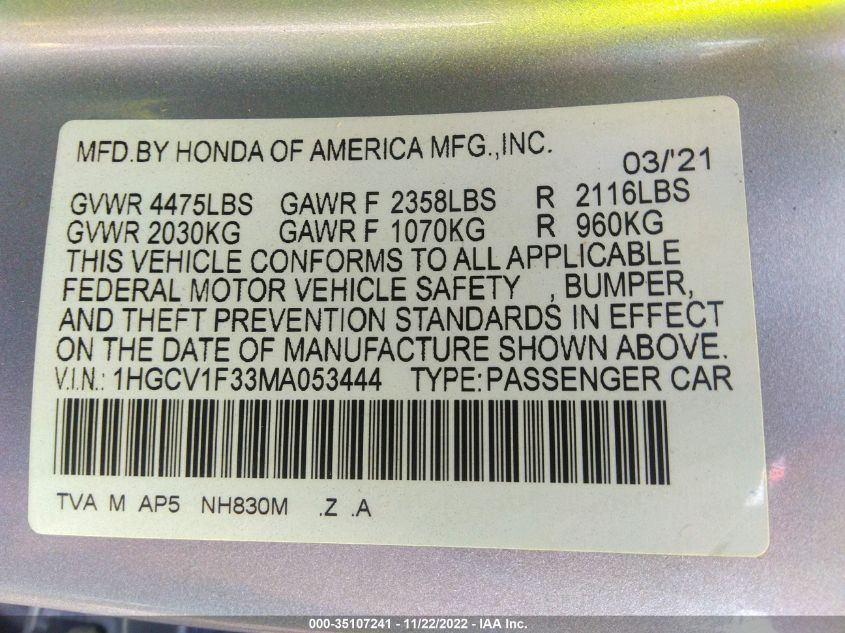 MFD.BY HONDA OF AMERICA MFG.,INC. 03/'21
GVWR 4475LBS GAWR F 2358LBS R 2116LBS
GVWR 2030KG GAWR F 1070KG R 960KG
THIS VEHICLE CONFORMS TO ALL APPLICABLE
FEDERAL MOTOR VEHICLE SAFETY , BUMPER,
AND THEFT PREVENTION STANDARDS IN EFFECT
ON THE DATE OF MANUFACTURE SHOWN ABOVE.
V.I.N.: 1HGCV1F33MA053444 TYPE:PASSENGER CAR
TVA M AP5 NH830M .Z .A
000-35107241 - 11/22/2022 - IAA Inc.